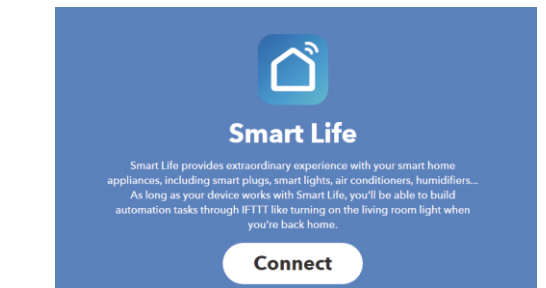 Smart Life
Smart Life provides extraordinary experience with your smart home
appliances, including smart plugs, smart lights, air conditioners, humidifiers...
As long as your device works with Smart Life, you'll be able to build
automation tasks through IFTTT like turning on the living room light when
you're back home.
Connect